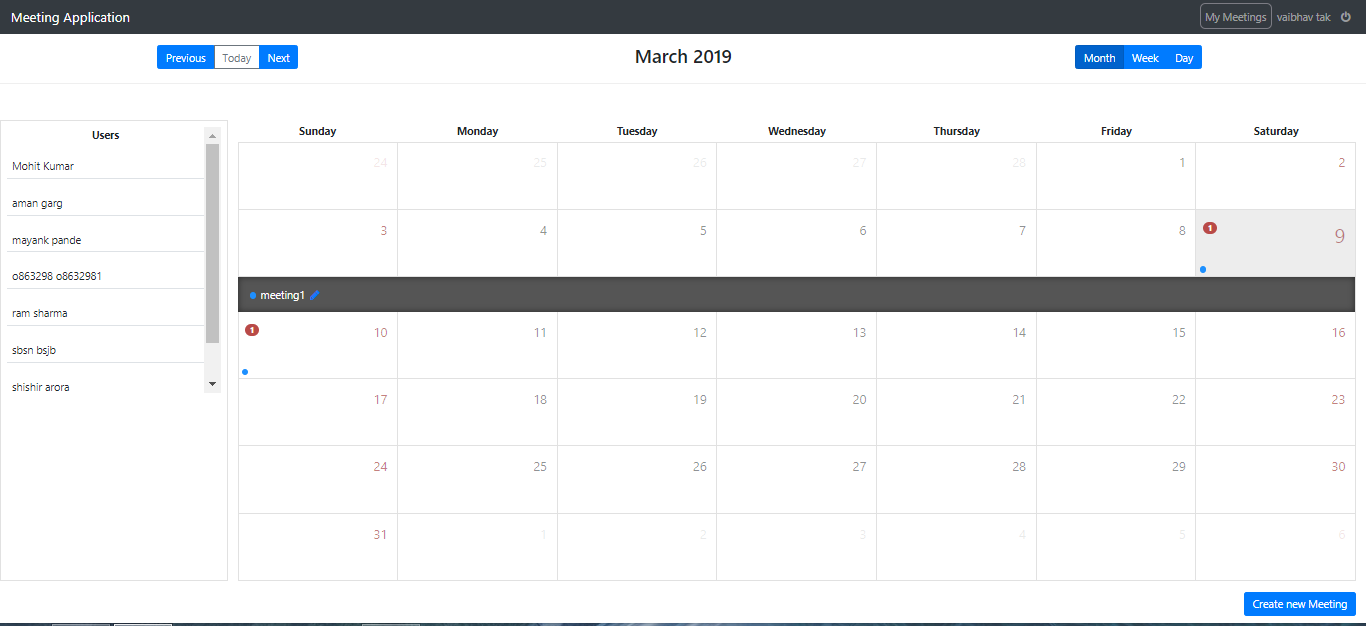 Meeting Application My Meetings vaibhav tak
Previous Today Next March 2019 Month Week Day
Users
Mohit Kumar
aman garg
mayank pande
o863298 o8632981
ram sharma
sbsn bsjb
shishir arora
Sunday Monday Tuesday Wednesday Thursday Friday Saturday
24 25 26 27 28 1 2
3 4 5 6 7 8 1 9
meeting1
1 10 11 12 13 14 15 16
17 18 19 20 21 22 23
24 25 26 27 28 29 30
31 1 2 3 4 5 6
Create new Meeting